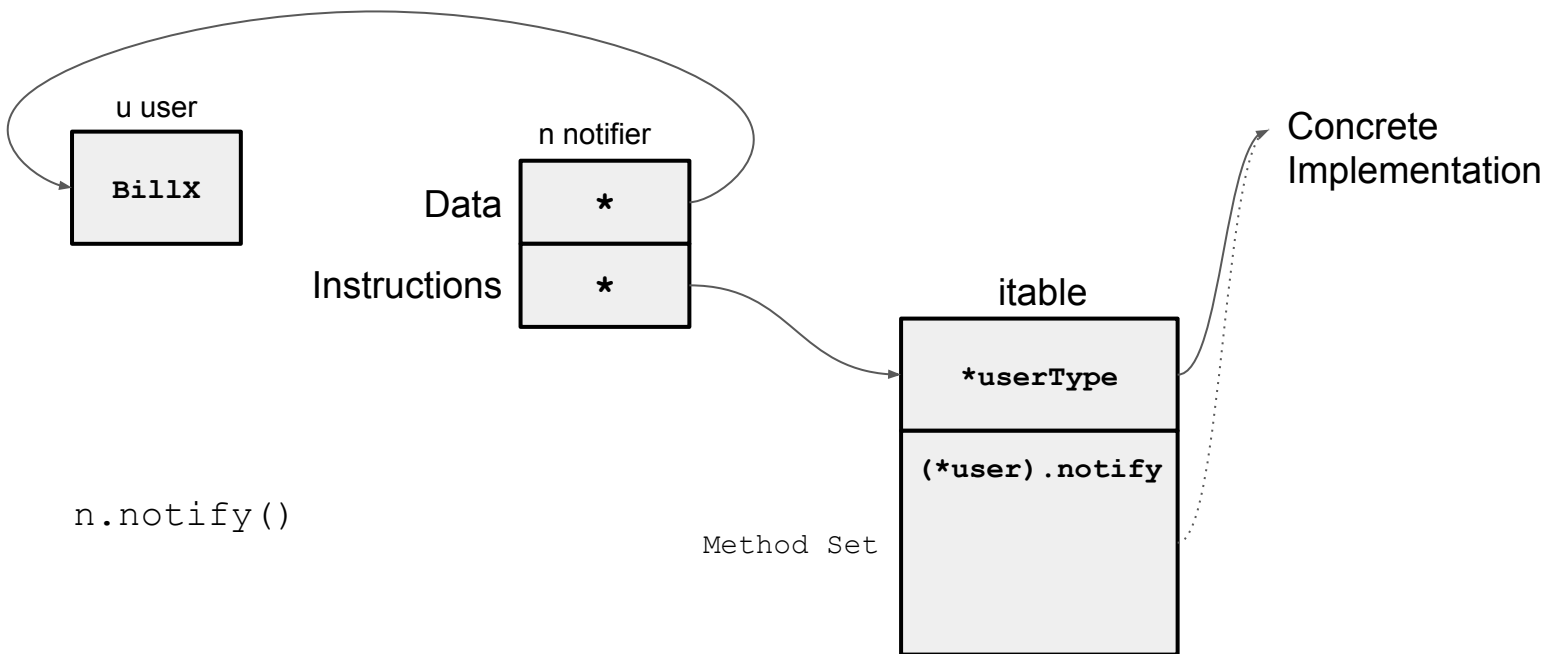 u user
BillX
n notifier
Data
*
Instructions
*
Concrete
Implementation
itable
*userType
(*user).notify
Method Set
n.notify()